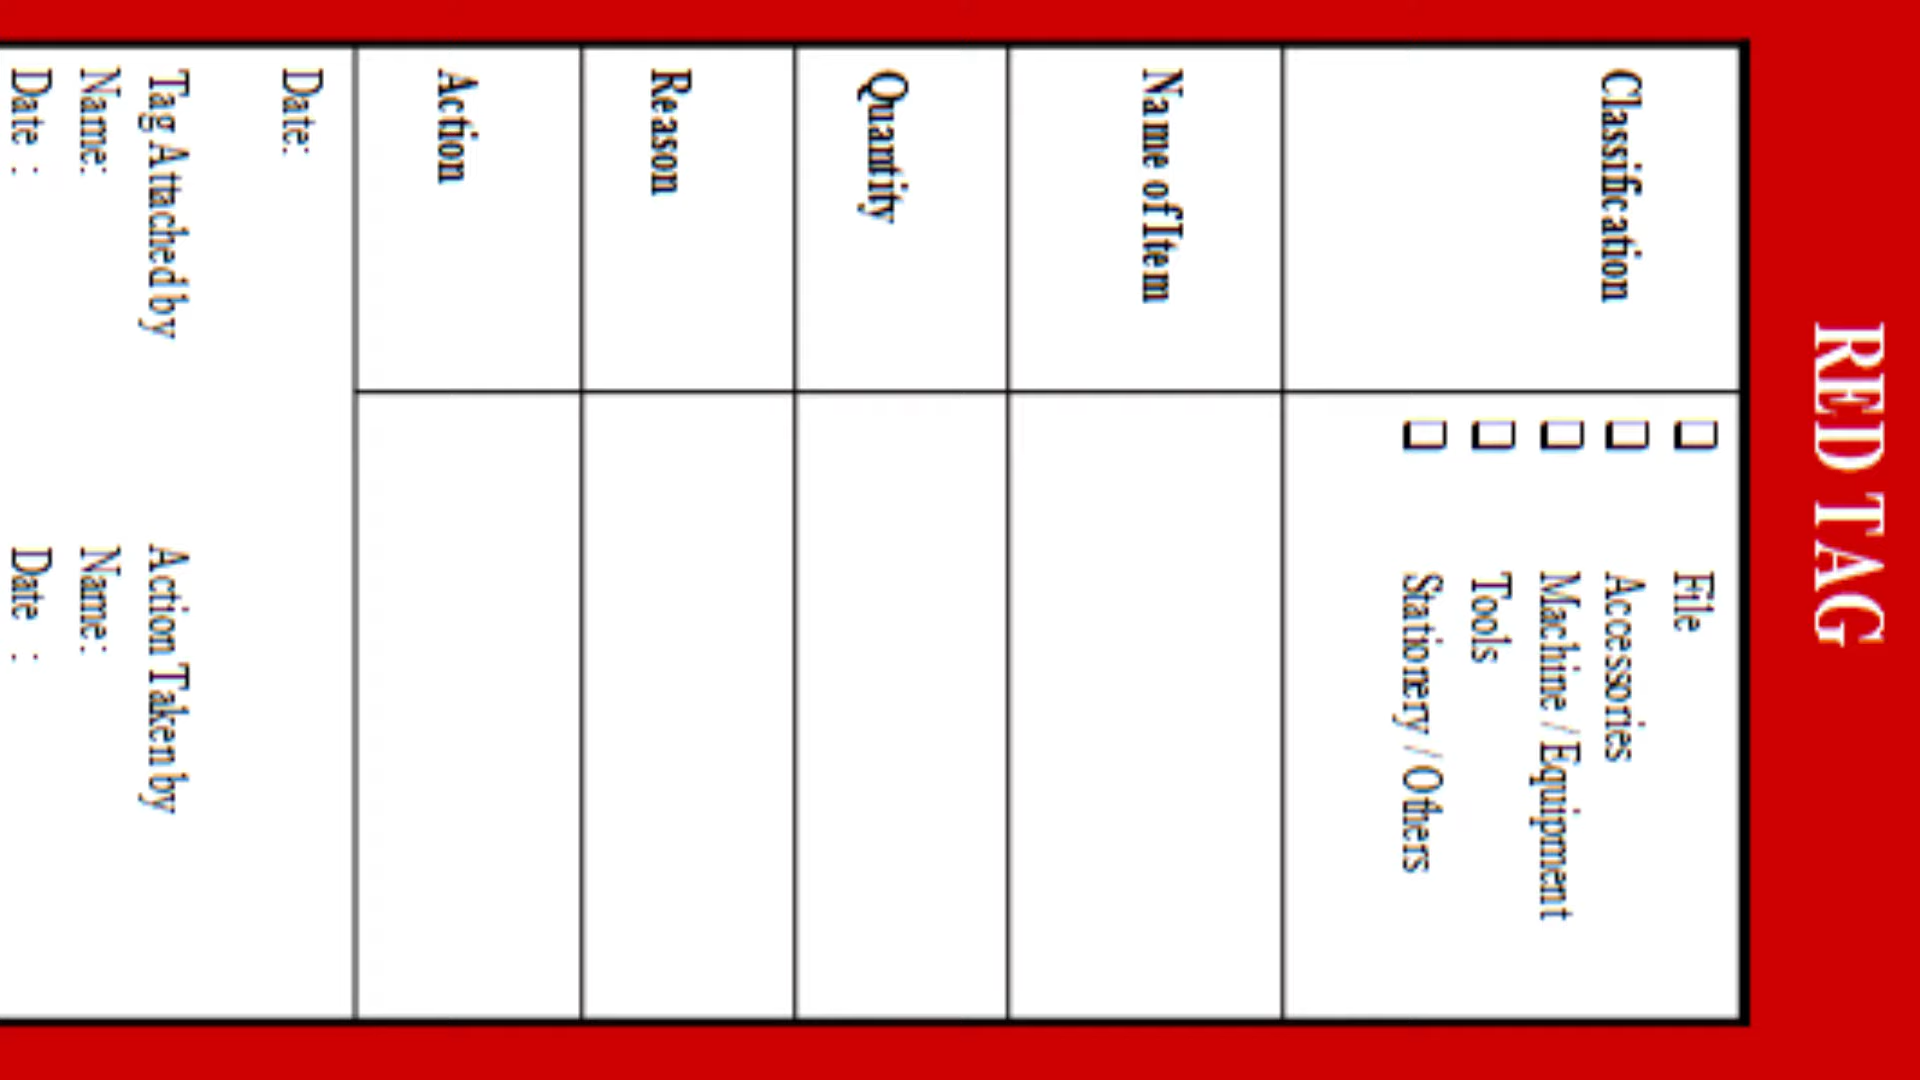 RED TAG
Classification
❑ File
❑ Accessories
❑ Machine / Equipment
❑ Tools
❑ Stationery / Others
Name of Item
Quantity
Reason
Action
Date:
Tag Attached by Action Taken by
Name: Name:
Date : Date :